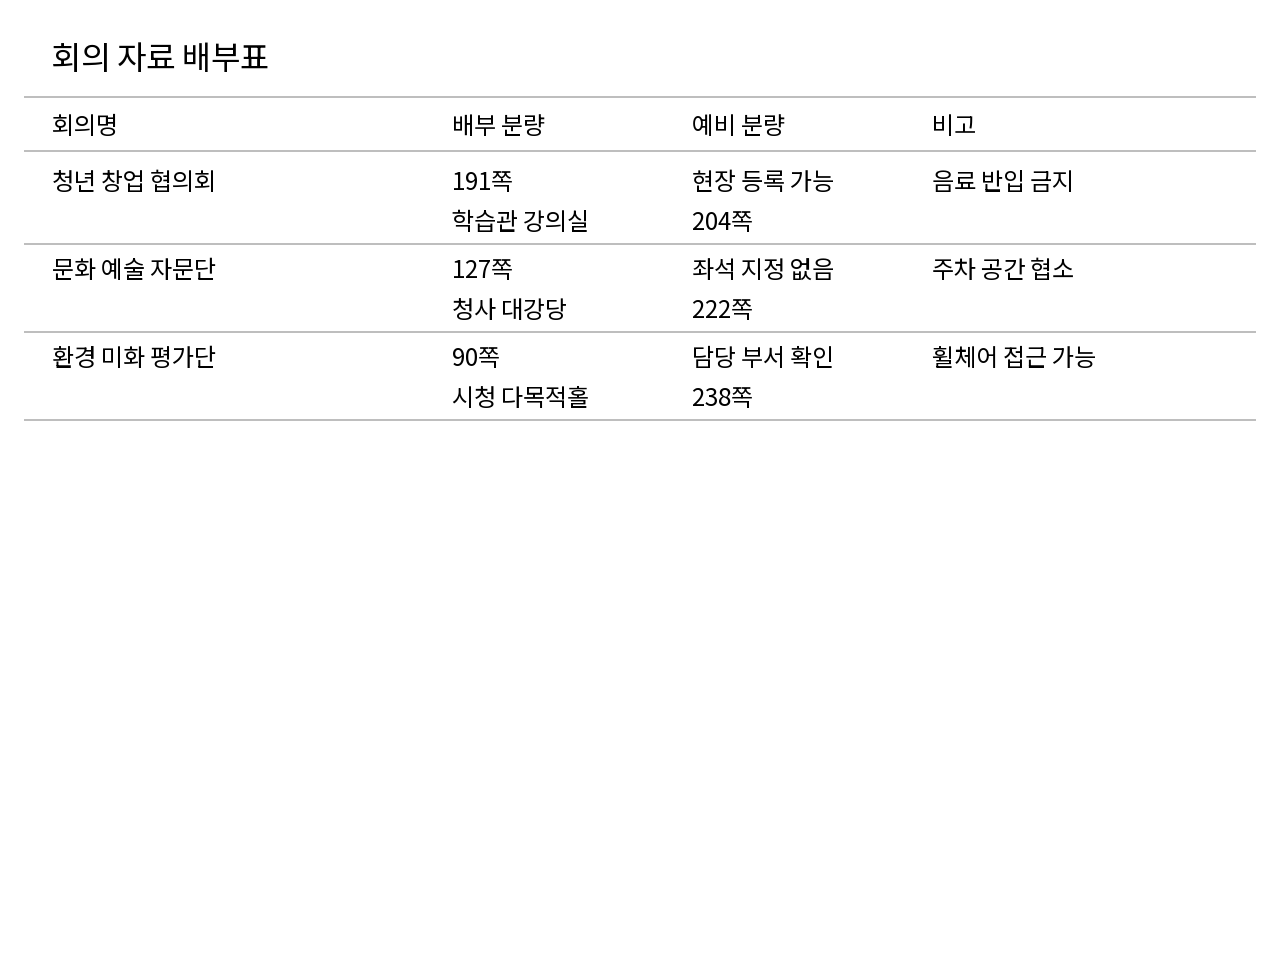 회의 자료 배부표
회의명 배부 분량 예비 분량 비고
청년 창업 협의회 191쪽 현장 등록 가능 음료 반입 금지
학습관 강의실 204쪽
문화 예술 자문단 127쪽 좌석 지정 없음 주차 공간 협소
청사 대강당 222쪽
환경 미화 평가단 90쪽 담당 부서 확인 휠체어 접근 가능
시청 다목적홀 238쪽